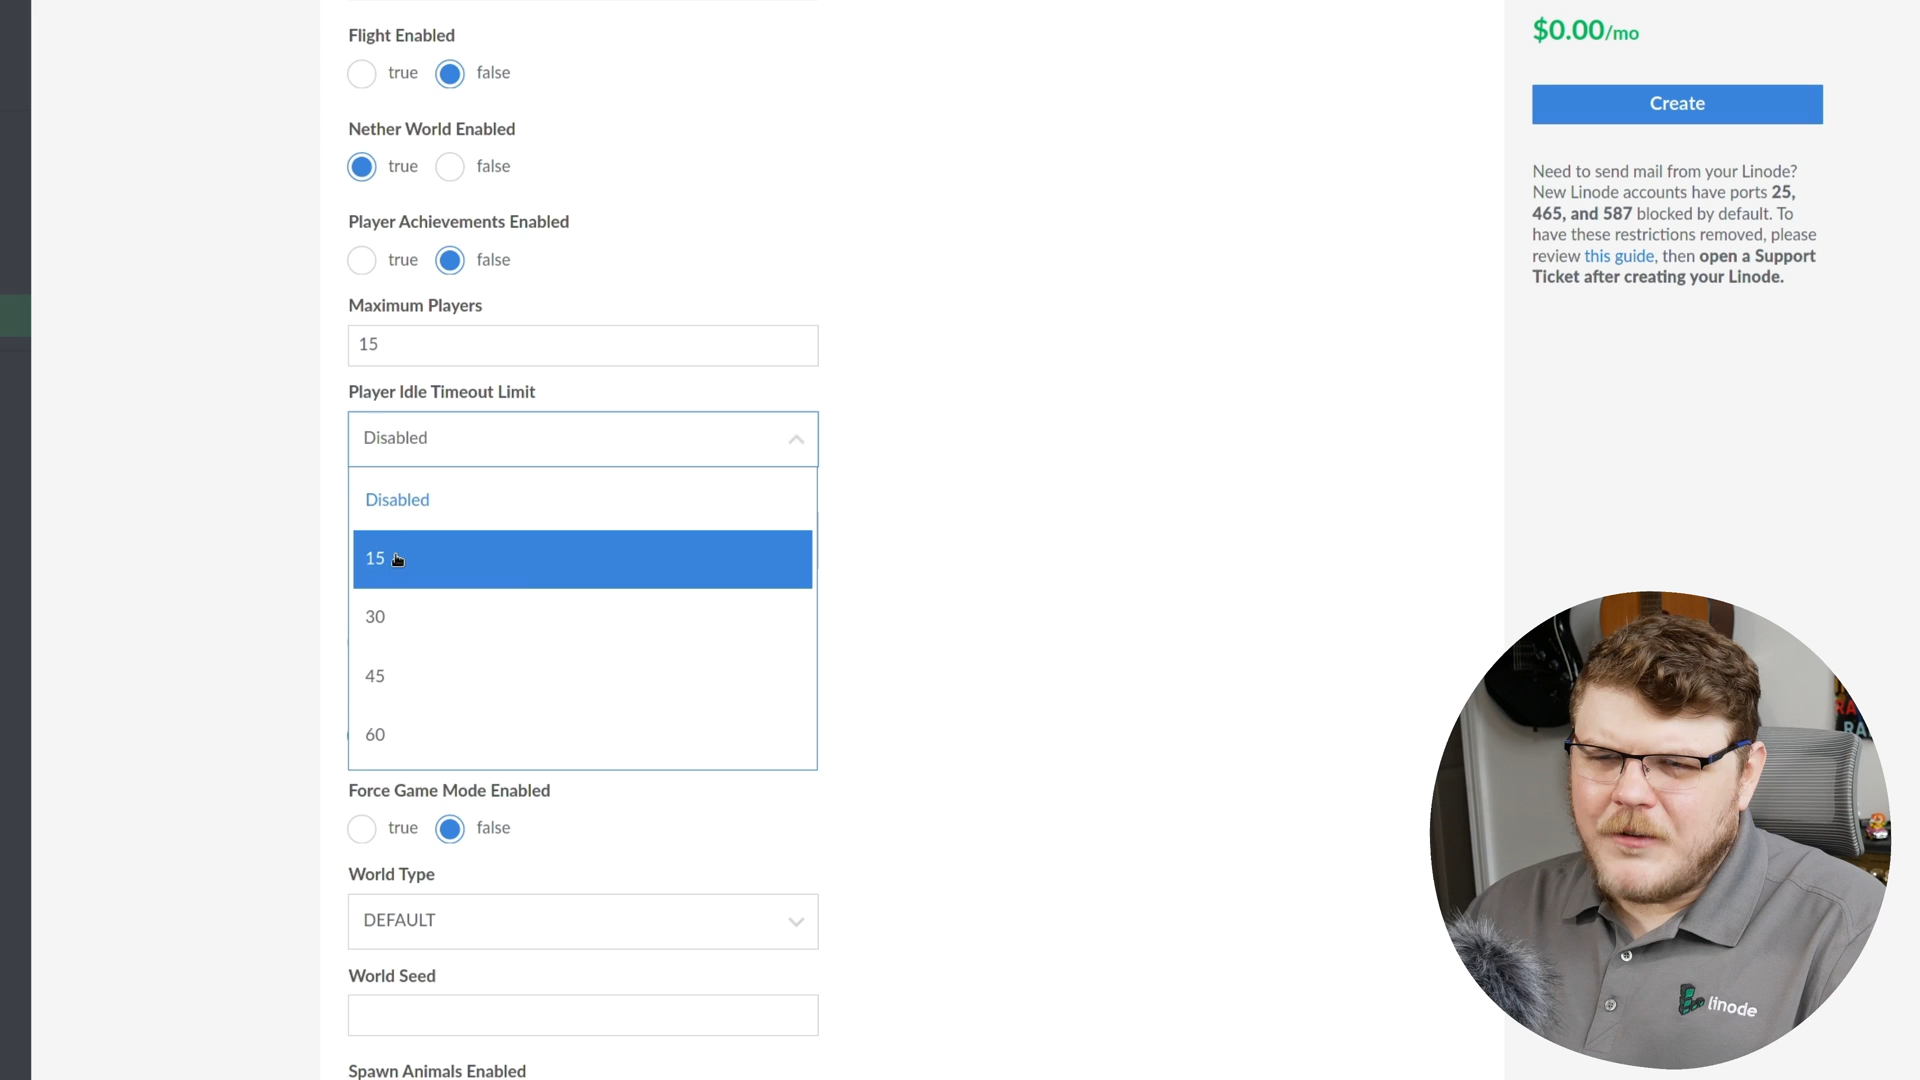 Flight Enabled
true false
Nether World Enabled
true false
Player Achievements Enabled
true false
Maximum Players
15
Player Idle Timeout Limit
Disabled
Disabled
15
30
45
60
Force Game Mode Enabled
true false
World Type
DEFAULT
World Seed
Spawn Animals Enabled
$0.00/mo
Create
Need to send mail from your Linode?
New Linode accounts have ports 25,
465, and 587 blocked by default. To
have these restrictions removed, please
review this guide, then open a Support
Ticket after creating your Linode.
RA
RA
linode